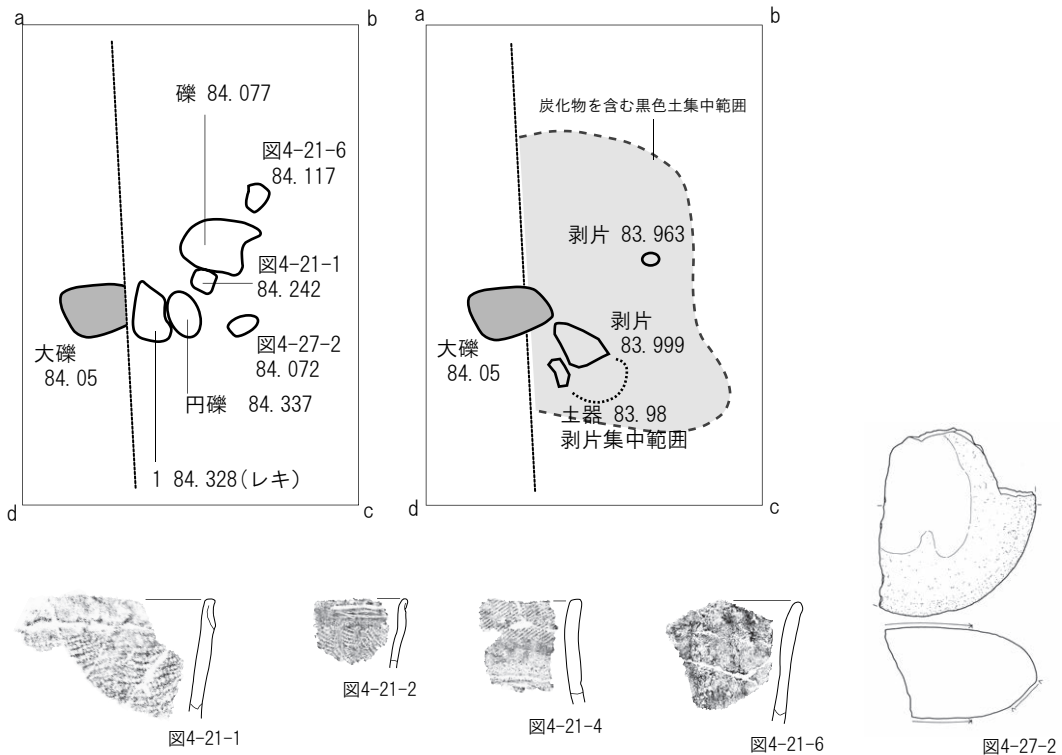 a
b
礫 84.077
図4-21-6
84.117
図4-21-1
84.242
大礫
84.05
図4-27-2
84.072
円礫 84.337
1 84.328(レキ)
d
c
a
b
炭化物を含む黒色土集中範囲
剥片 83.963
剥片
83.999
大礫
84.05
土器 83.98
剥片集中範囲
d
c
図4-21-1
図4-21-2
図4-21-4
図4-21-6
図4-27-2